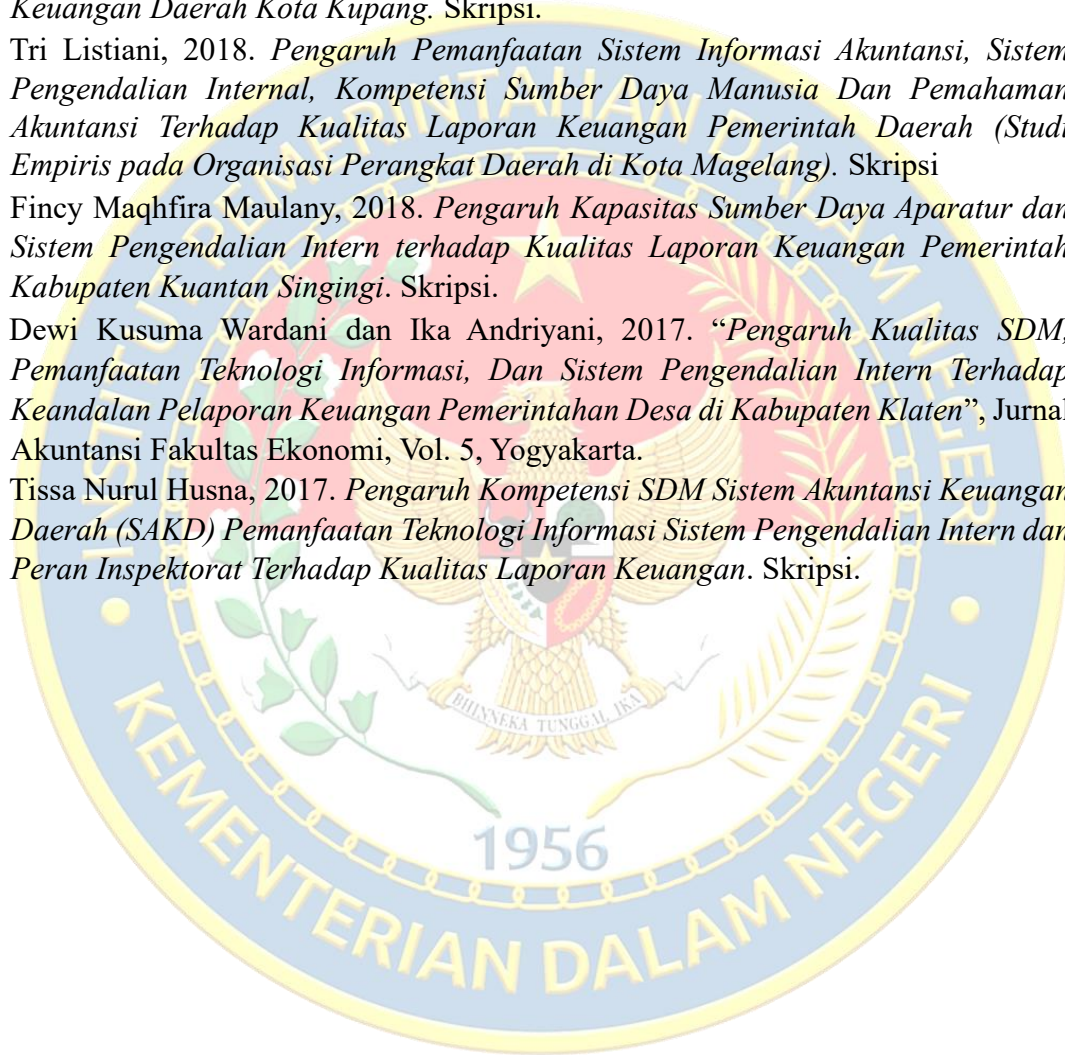 Keuangan Daerah Kota Kupang. Skripsi.
Tri Listiani, 2018. Pengaruh Pemanfaatan Sistem Informasi Akuntansi, Sistem
Pengendalian Internal, Kompetensi Sumber Daya Manusia Dan Pemahaman
Akuntansi Terhadap Kualitas Laporan Keuangan Pemerintah Daerah (Studi
Empiris pada Organisasi Perangkat Daerah di Kota Magelang). Skripsi
Fincy Maqhfira Maulany, 2018. Pengaruh Kapasitas Sumber Daya Aparatur dan
Sistem Pengendalian Intern terhadap Kualitas Laporan Keuangan Pemerintah
Kabupaten Kuantan Singingi. Skripsi.
Dewi Kusuma Wardani dan Ika Andriyani, 2017. “Pengaruh Kualitas SDM,
Pemanfaatan Teknologi Informasi, Dan Sistem Pengendalian Intern Terhadap
Keandalan Pelaporan Keuangan Pemerintahan Desa di Kabupaten Klaten”, Jurnal
Akuntansi Fakultas Ekonomi, Vol. 5, Yogyakarta.
Tissa Nurul Husna, 2017. Pengaruh Kompetensi SDM Sistem Akuntansi Keuangan
Daerah (SAKD) Pemanfaatan Teknologi Informasi Sistem Pengendalian Intern dan
Peran Inspektorat Terhadap Kualitas Laporan Keuangan. Skripsi.
INSTITUT PEMERINTAHAN DALAM NEGERI
BHINNEKA TUNGGAL IKA
1956
KEMENTERIAN DALAM NEGERI